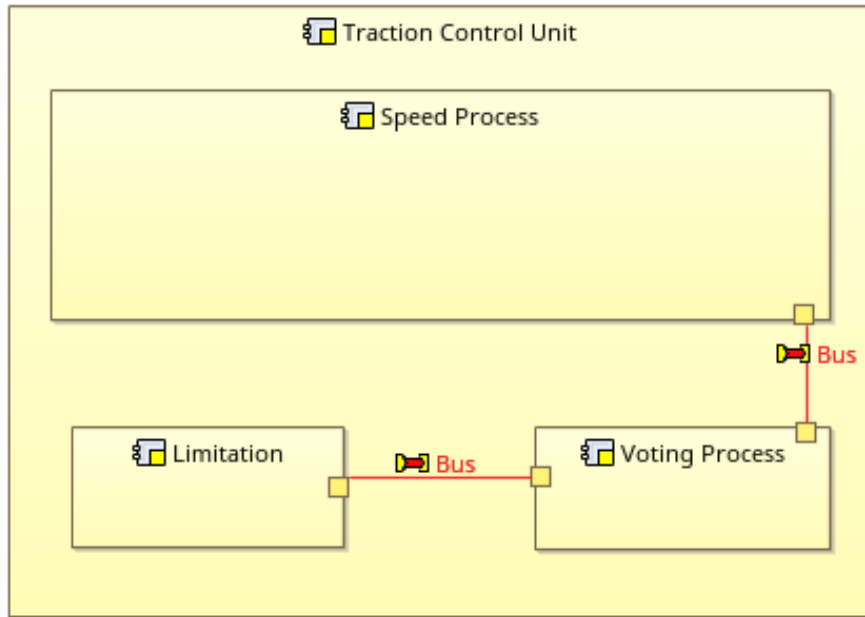 Traction Control Unit
Speed Process
Bus
Limitation
Bus
Voting Process